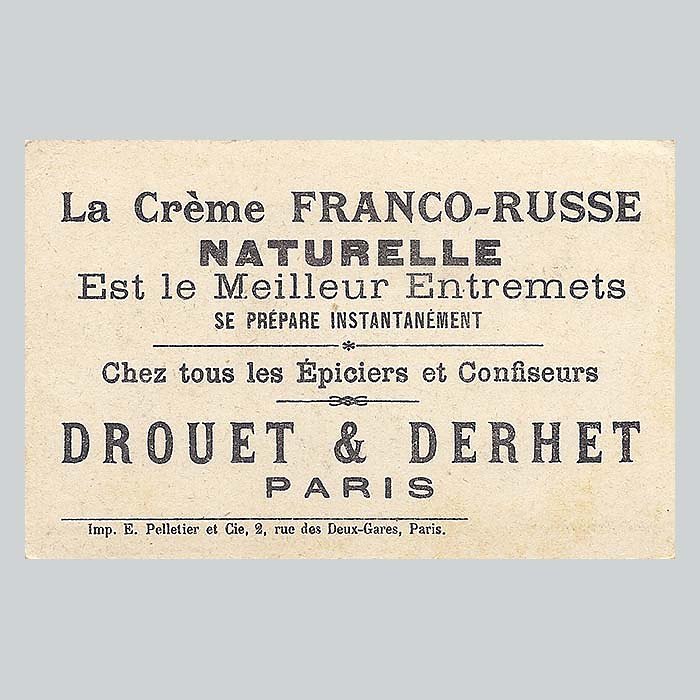 La Crème FRANCO-RUSSE
NATURELLE
Est le Meilleur Entremets
SE PRÉPARE INSTANTANÉMENT
Chez tous les Épiciers et Confiseurs
DROUET & DERHET
PARIS
Imp. E. Pelletier et Cie, 2, rue des Deux-Gares, Paris.